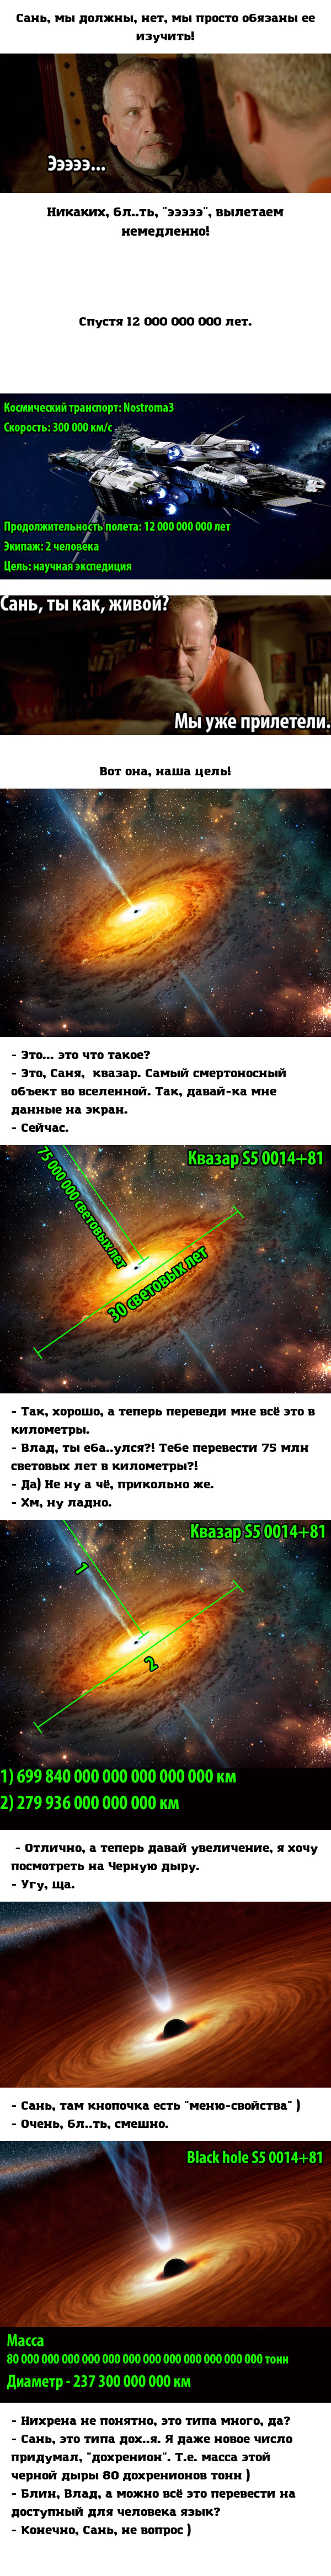 Сань, мы должны, нет, мы просто обязаны ее
изучить!
Эээээ...
Никаких, бл..ть, "эээээ", вылетаем
немедленно!
Спустя 12 000 000 000 лет.
Космический транспорт: Nostroma3
Скорость: 300 000 км/с
Продолжительность полета: 12 000 000 000 лет
Экипаж: 2 человека
Цель: научная экспедиция
Сань, ты как, живой?
Мы уже прилетели.
Вот она, наша цель!
- Это... это что такое?
- Это, Саня, квазар. Самый смертоносный
объект во вселенной. Так, давай-ка мне
данные на экран.
- Сейчас.
Квазар S5 0014+81
75 000 000 световых лет
30 световых лет
- Так, хорошо, а теперь переведи мне всё это в
километры.
- Влад, ты еба..улся?! Тебе перевести 75 млн
световых лет в километры?!
- Да) Не ну а чё, прикольно же.
- Хм, ну ладно.
Квазар S5 0014+81
1
2
1) 699 840 000 000 000 000 000 км
2) 279 936 000 000 000 км
- Отлично, а теперь давай увеличение, я хочу
посмотреть на Черную дыру.
- Угу, ща.
- Сань, там кнопочка есть "меню-свойства" )
- Очень, бл..ть, смешно.
Black hole S5 0014+81
Масса
80 000 000 000 000 000 000 000 000 000 000 000 000 тонн
Диаметр - 237 300 000 000 км
- Нихрена не понятно, это типа много, да?
- Сань, это типа дох..я. Я даже новое число
придумал, "дохренион". Т.е. масса этой
черной дыры 80 дохренионов тонн )
- Блин, Влад, а можно всё это перевести на
доступный для человека язык?
- Конечно, Сань, не вопрос )